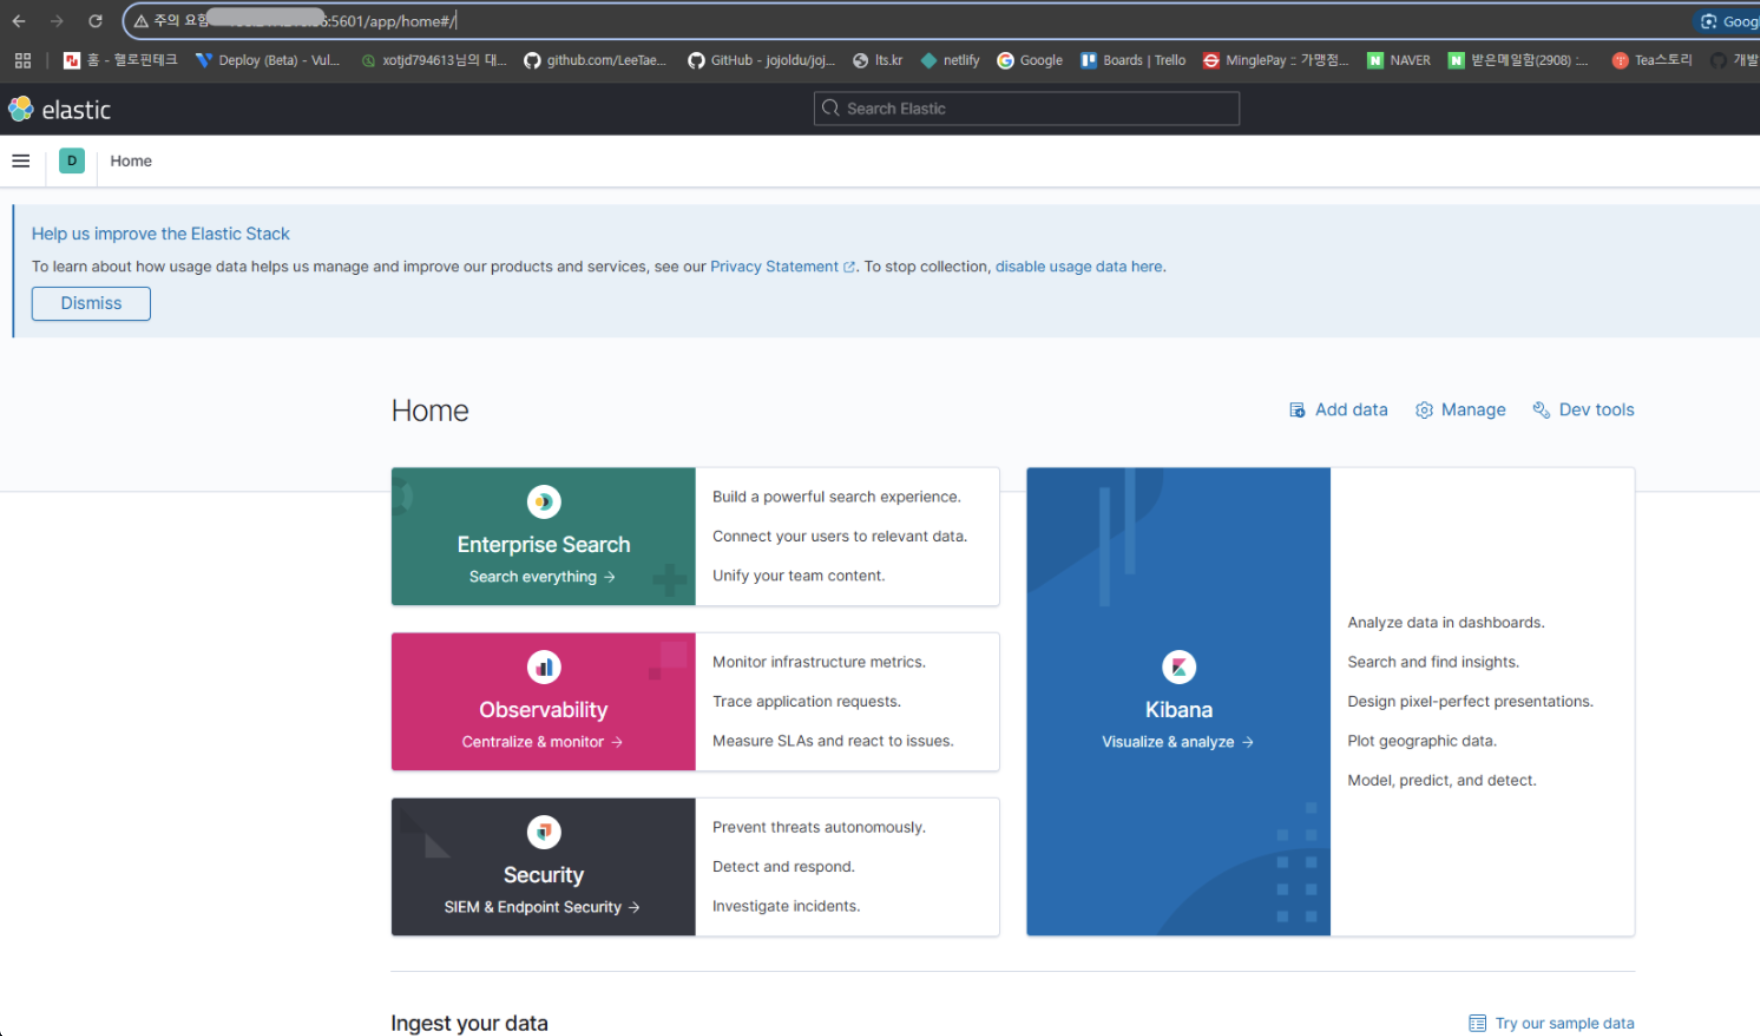 주의 요함
:5601/app/home#/
Googl
홈 - 헬로핀테크
Deploy (Beta) - Vul...
xotjd794613님의 대...
github.com/LeeTae...
GitHub - jojoldu/joj...
lts.kr
netlify
Google
Boards | Trello
MinglePay :: 가맹점...
NAVER
받은메일함(2908) :...
Tea스토리
개발
elastic
Search Elastic
D
Home
Help us improve the Elastic Stack
To learn about how usage data helps us manage and improve our products and services, see our Privacy Statement. To stop collection, disable usage data here.
Dismiss
Home
Add data
Manage
Dev tools
Enterprise Search
Search everything →
Build a powerful search experience.
Connect your users to relevant data.
Unify your team content.
Observability
Centralize & monitor →
Monitor infrastructure metrics.
Trace application requests.
Measure SLAs and react to issues.
Security
SIEM & Endpoint Security →
Prevent threats autonomously.
Detect and respond.
Investigate incidents.
Kibana
Visualize & analyze →
Analyze data in dashboards.
Search and find insights.
Design pixel-perfect presentations.
Plot geographic data.
Model, predict, and detect.
Ingest your data
Try our sample data